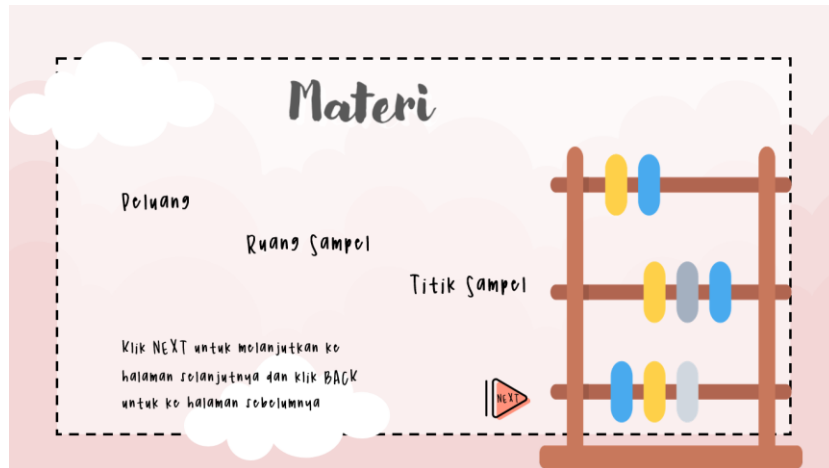 Materi
Peluang
Ruang Sampel
Titik Sampel
Klik NEXT untuk melanjutkan ke
halaman selanjutnya dan klik BACK
untuk ke halaman sebelumnya
NEXT